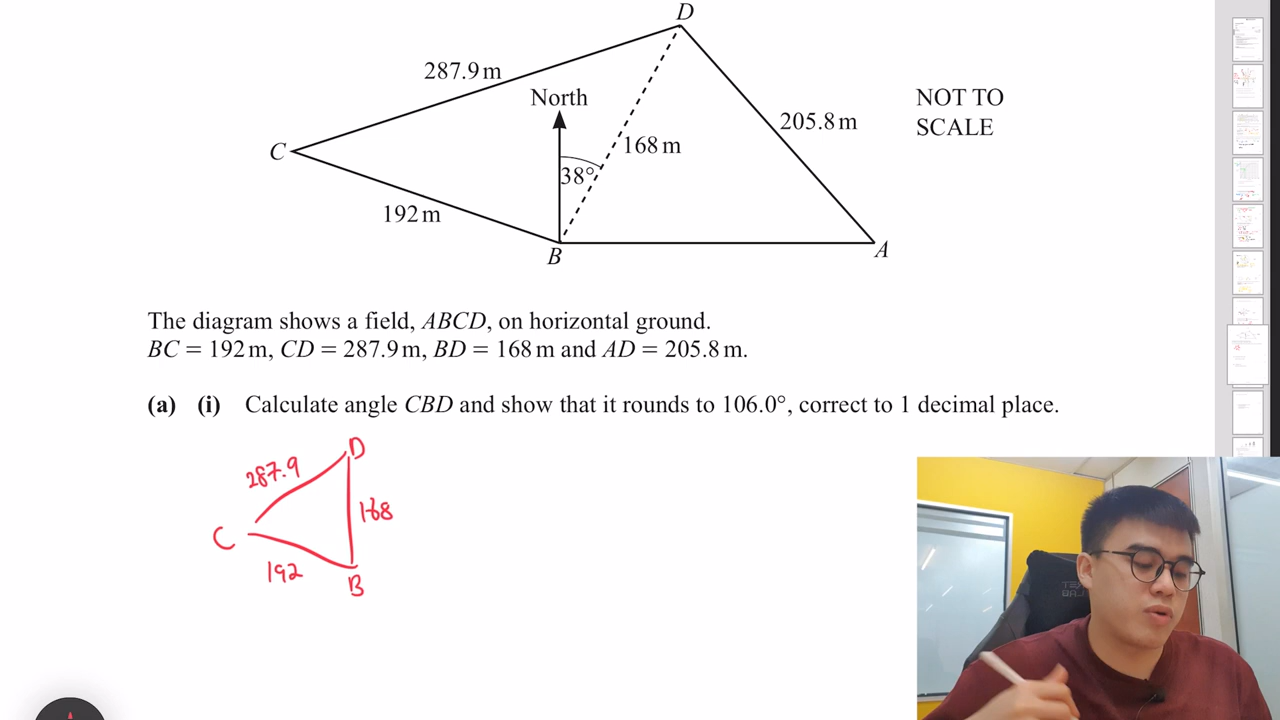 D
287.9 m
North
NOT TO
SCALE
205.8 m
168 m
C
38°
192 m
B
A
The diagram shows a field, ABCD, on horizontal ground.
BC = 192 m, CD = 287.9 m, BD = 168 m and AD = 205.8 m.
(a) (i) Calculate angle CBD and show that it rounds to 106.0°, correct to 1 decimal place.
D
287.9
168
C
192
B